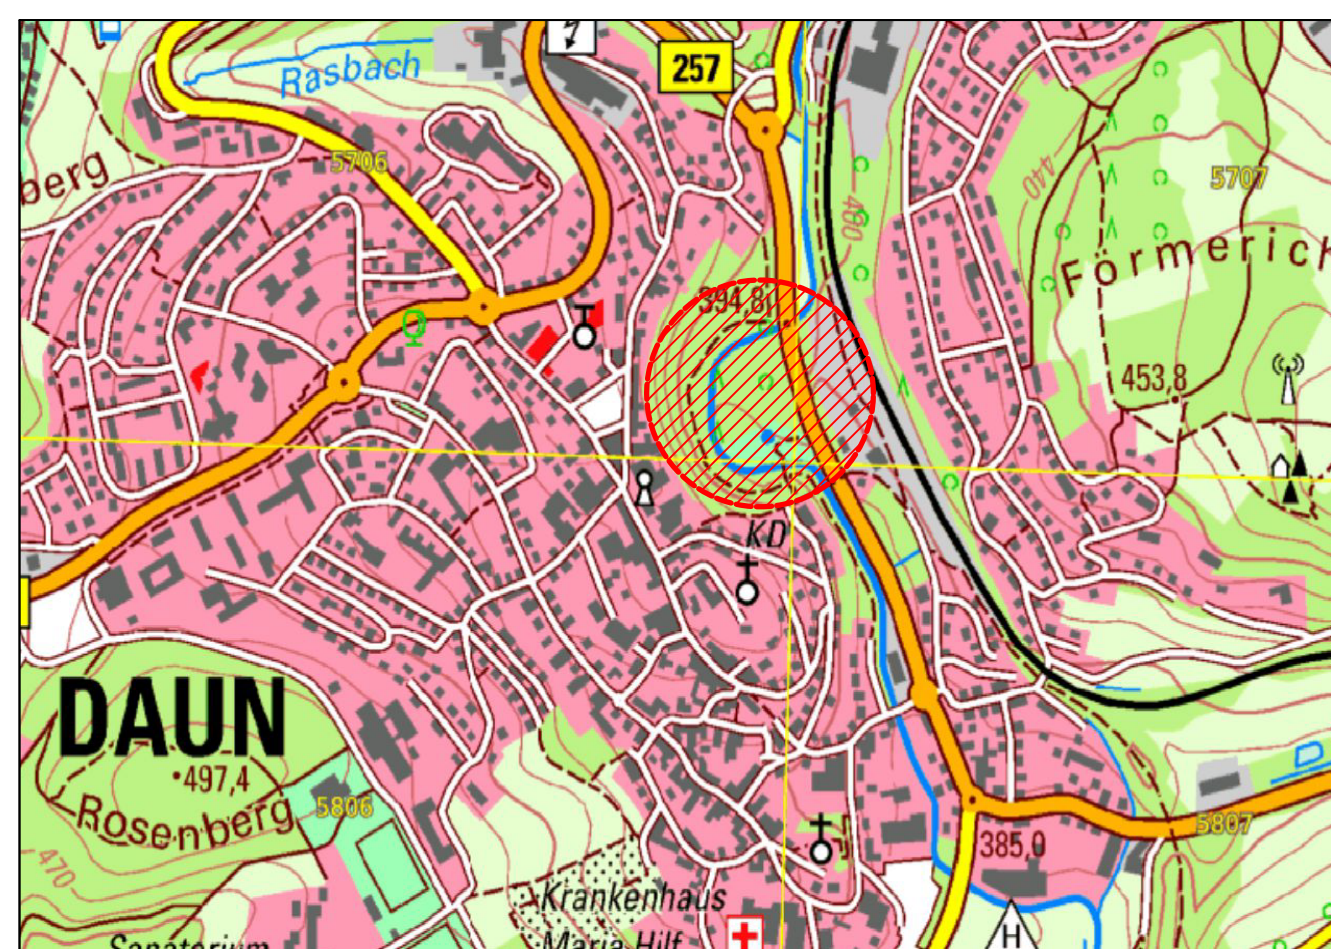 Rasbach
257
5706
berg
440
5707
Förmerich
480
394,8
453,8
KD
DAUN
497,4
Rosenberg
5806
470
5807
385,0
Krankenhaus
Maria Hilf
Sanatorium
H